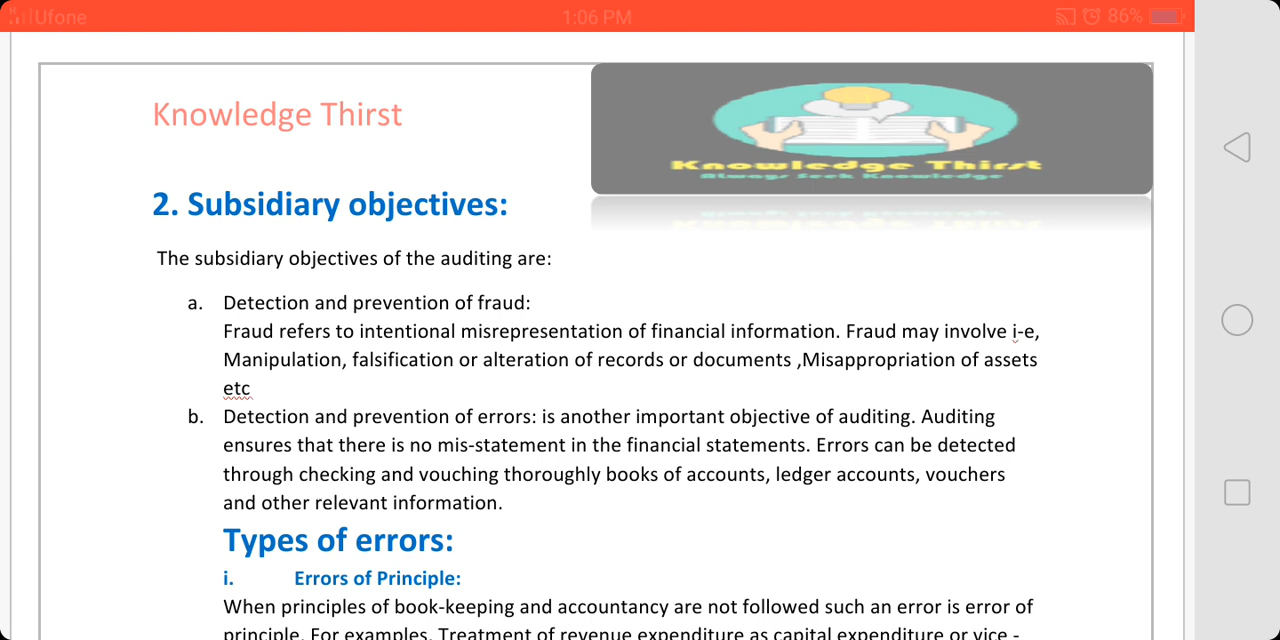 Ufone 1:06 PM 86%
Knowledge Thirst
Knowledge Thirst
Always Seek Knowledge
2. Subsidiary objectives:
The subsidiary objectives of the auditing are:
a. Detection and prevention of fraud:
Fraud refers to intentional misrepresentation of financial information. Fraud may involve i-e,
Manipulation, falsification or alteration of records or documents ,Misappropriation of assets
etc
b. Detection and prevention of errors: is another important objective of auditing. Auditing
ensures that there is no mis-statement in the financial statements. Errors can be detected
through checking and vouching thoroughly books of accounts, ledger accounts, vouchers
and other relevant information.
Types of errors:
i. Errors of Principle:
When principles of book-keeping and accountancy are not followed such an error is error of
principle. For examples, Treatment of revenue expenditure as capital expenditure or vice -